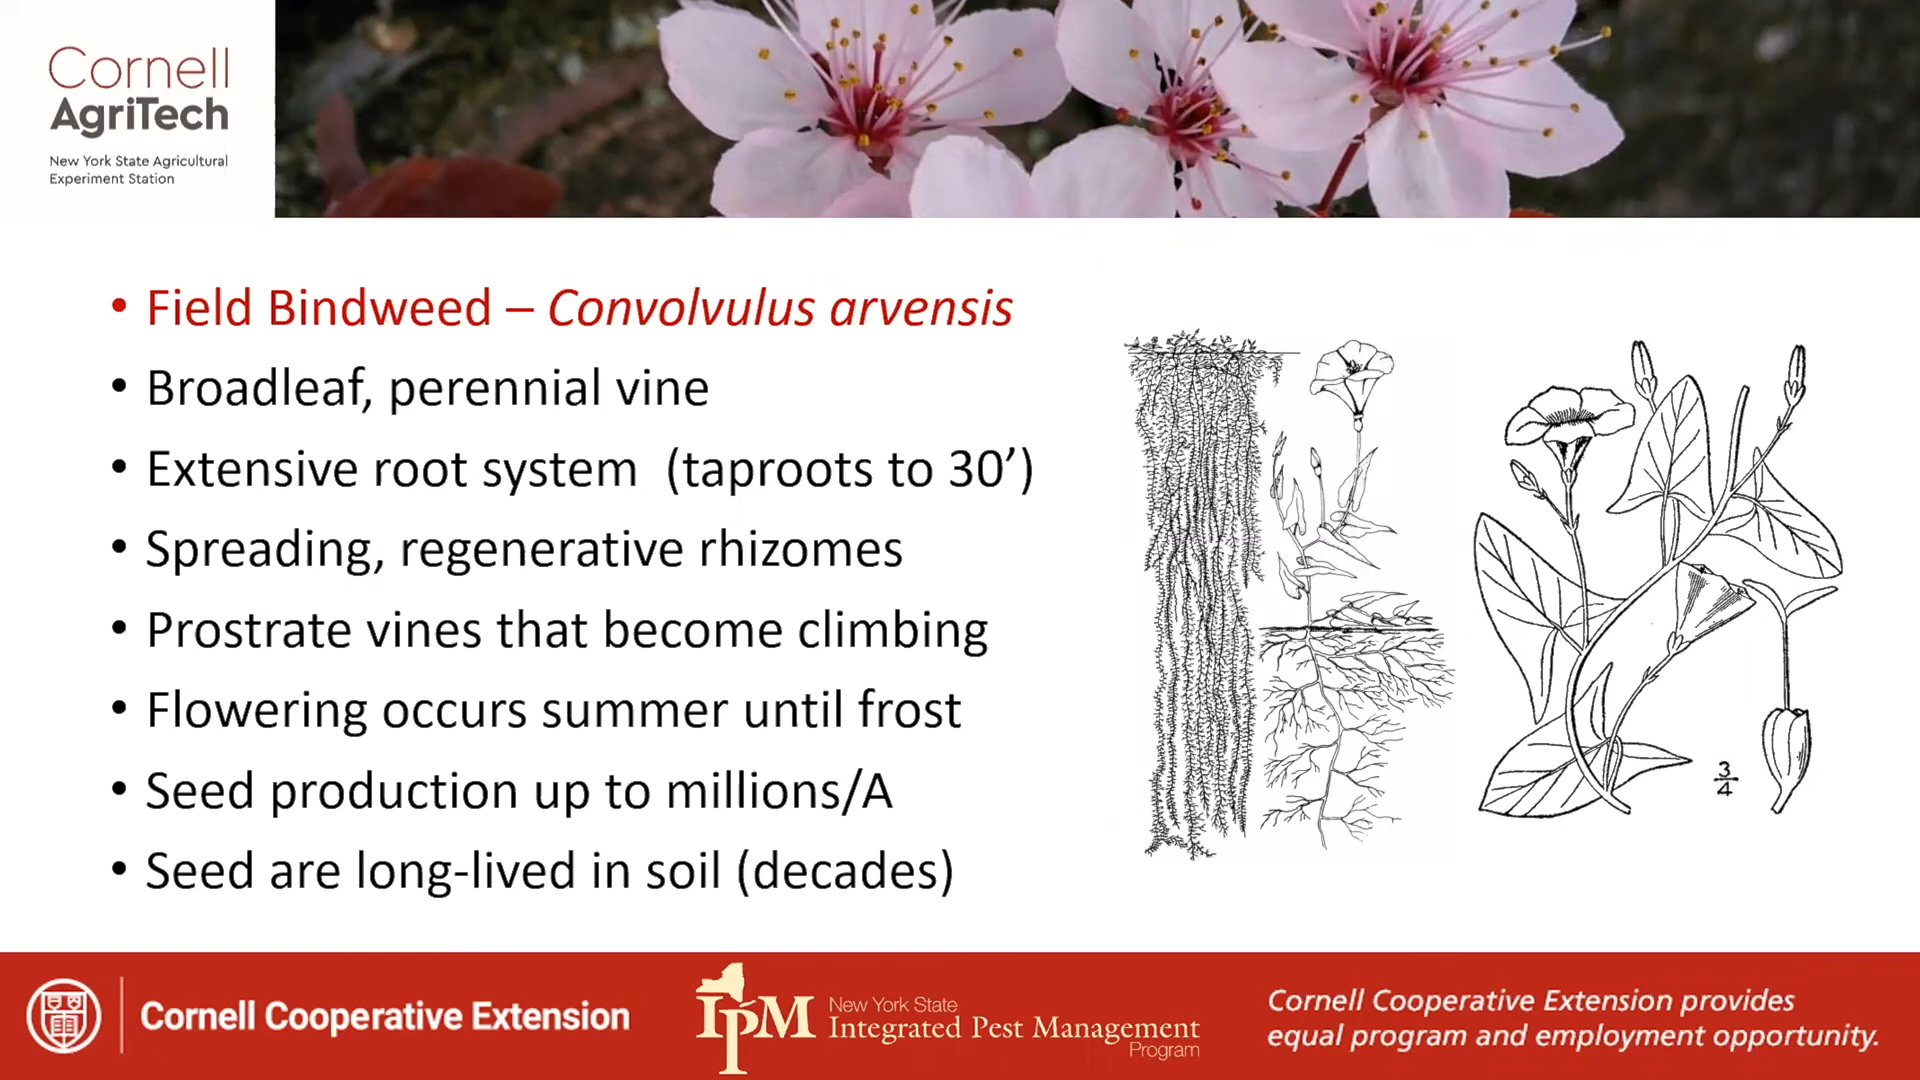 Cornell
AgriTech
New York State Agricultural
Experiment Station
• Field Bindweed – Convolvulus arvensis
• Broadleaf, perennial vine
• Extensive root system (taproots to 30’)
• Spreading, regenerative rhizomes
• Prostrate vines that become climbing
• Flowering occurs summer until frost
• Seed production up to millions/A
• Seed are long-lived in soil (decades)
3/4
Cornell Cooperative Extension
IPM
New York State
Integrated Pest Management
Program
Cornell Cooperative Extension provides
equal program and employment opportunity.